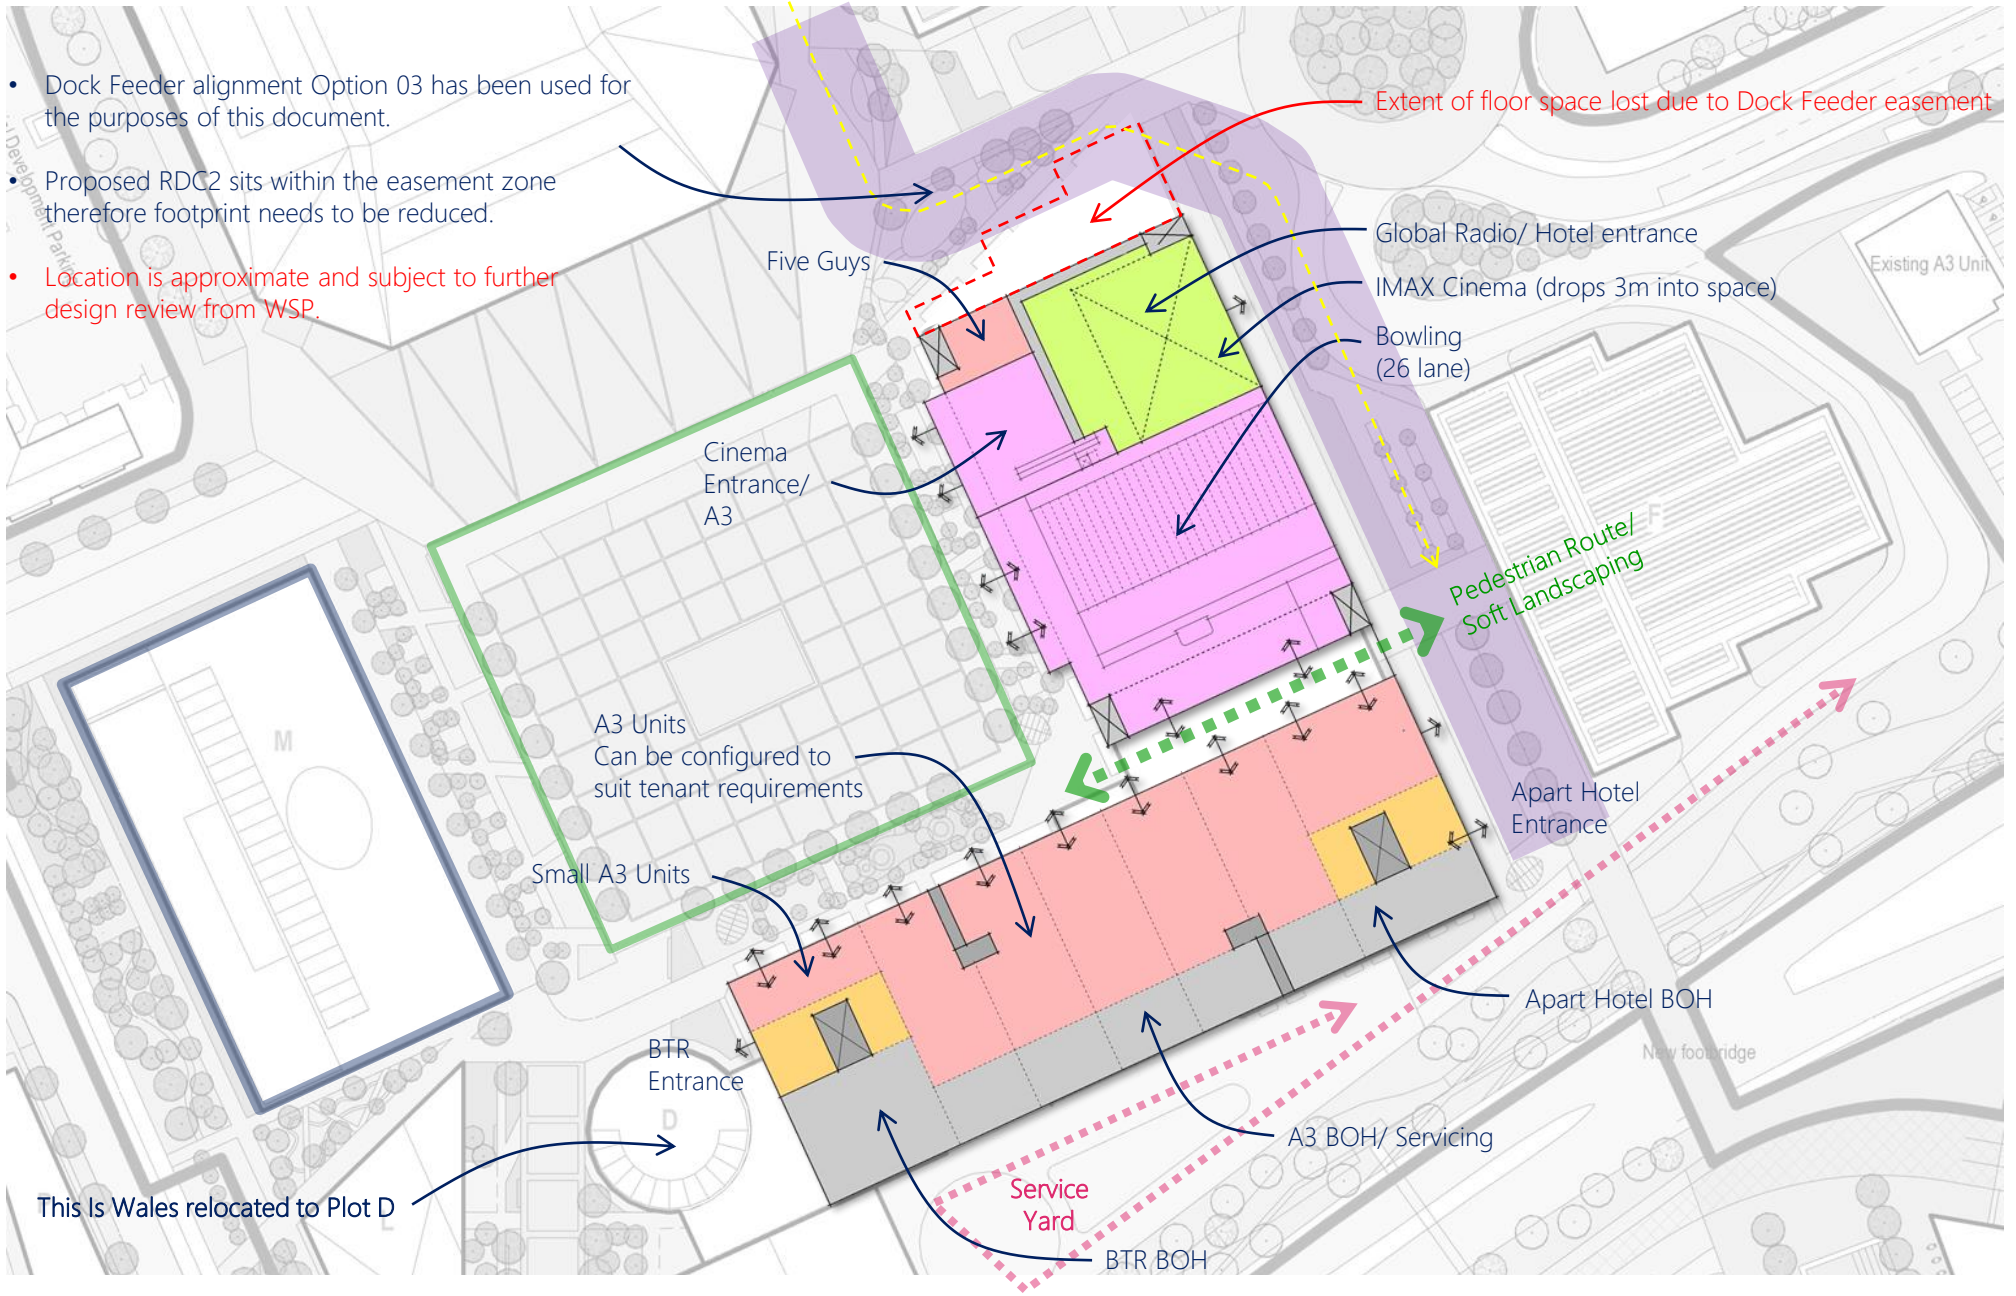 • Dock Feeder alignment Option 03 has been used for
the purposes of this document.
• Proposed RDC2 sits within the easement zone
therefore footprint needs to be reduced.
• Location is approximate and subject to further
design review from WSP.
Development Parking
Extent of floor space lost due to Dock Feeder easement
Global Radio/ Hotel entrance
IMAX Cinema (drops 3m into space)
Bowling
(26 lane)
Existing A3 Unit
Five Guys
Cinema
Entrance/
A3
F
Pedestrian Route/
Soft Landscaping
M
A3 Units
Can be configured to
suit tenant requirements
Small A3 Units
Apart Hotel
Entrance
Apart Hotel BOH
New footbridge
BTR
Entrance
D
A3 BOH/ Servicing
This Is Wales relocated to Plot D
Service
Yard
BTR BOH